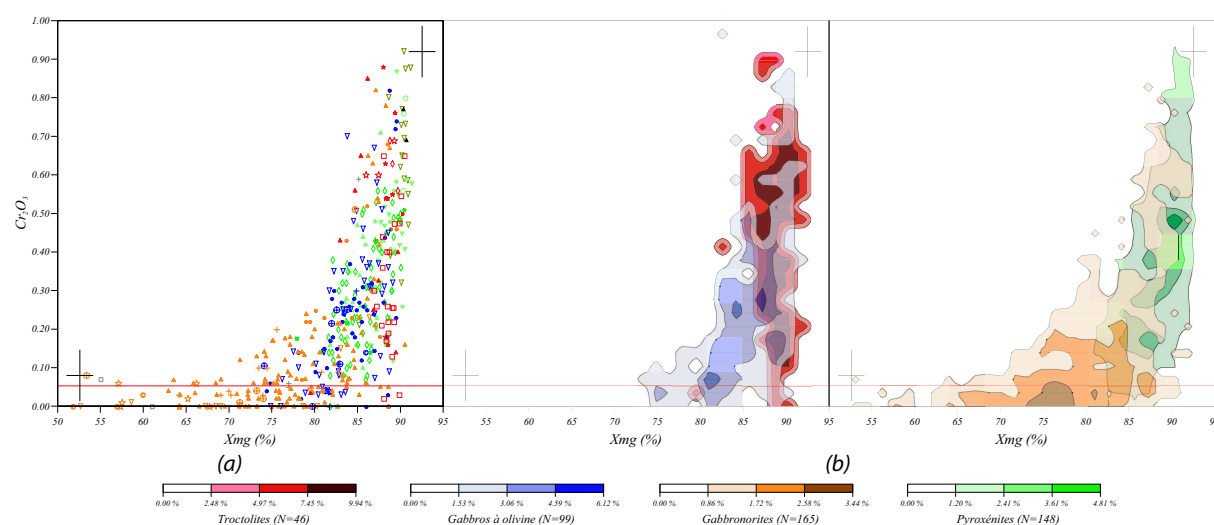 1.00
0.90
0.80
0.70
0.60
0.50
0.40
0.30
0.20
0.10
0.00
Cr₂O₃
50 55 60 65 70 75 80 85 90 95
55 60 65 70 75 80 85 90 95
55 60 65 70 75 80 85 90 95
Xmg (%)
Xmg (%)
Xmg (%)
(a)
(b)
0.00 % 2.48 % 4.97 % 7.45 % 9.94 %
Troctolites (N=46)
0.00 % 1.53 % 3.06 % 4.59 % 6.12 %
Gabbros à olivine (N=99)
0.00 % 0.86 % 1.72 % 2.58 % 3.44 %
Gabbronorites (N=165)
0.00 % 1.20 % 2.41 % 3.61 % 4.81 %
Pyroxénites (N=148)